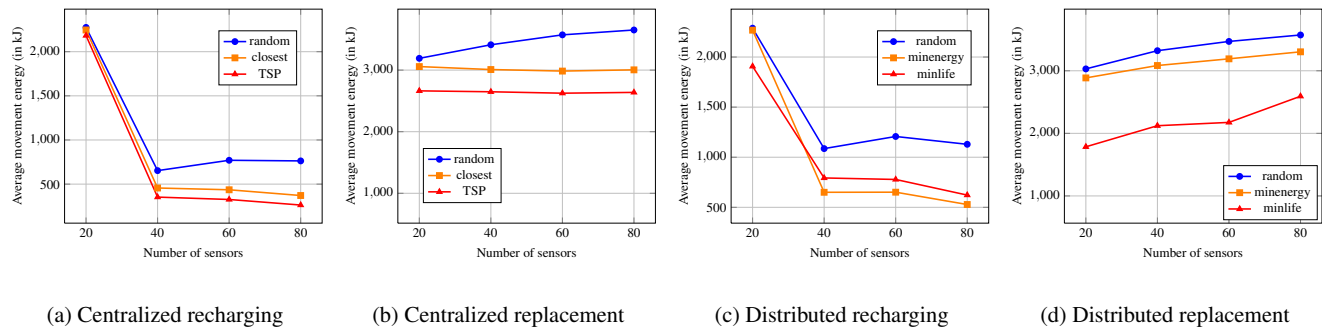 Average movement energy (in kJ)
2,000
1,500
1,000
500
20 40 60 80
Number of sensors
random
closest
TSP
(a) Centralized recharging
Average movement energy (in kJ)
3,000
2,000
1,000
20 40 60 80
Number of sensors
random
closest
TSP
(b) Centralized replacement
Average movement energy (in kJ)
2,000
1,500
1,000
500
20 40 60 80
Number of sensors
random
minenergy
minlife
(c) Distributed recharging
Average movement energy (in kJ)
3,000
2,000
1,000
20 40 60 80
Number of sensors
random
minenergy
minlife
(d) Distributed replacement